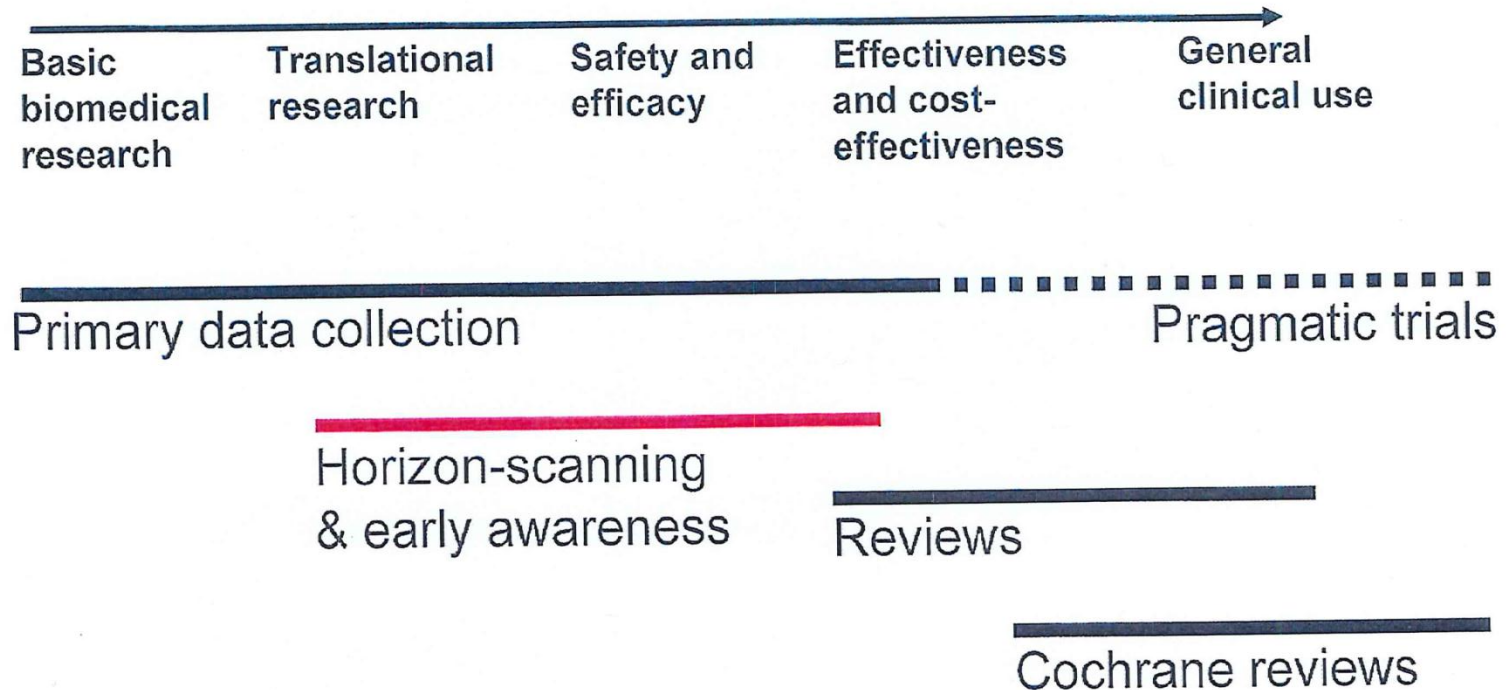 Basic
biomedical
research
Translational
research
Safety and
efficacy
Effectiveness
and cost-
effectiveness
General
clinical use
Primary data collection
Pragmatic trials
Horizon-scanning
& early awareness
Reviews
Cochrane reviews